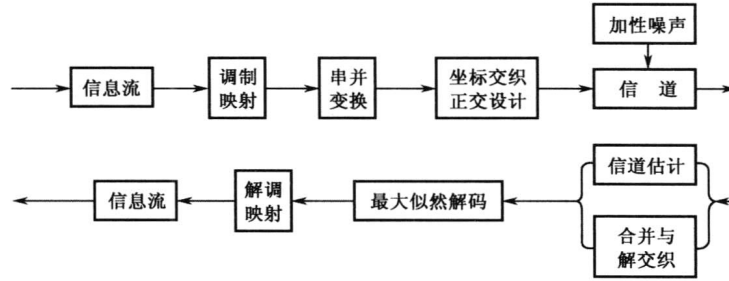 加性噪声
信息流
调制
映射
串并
变换
坐标交织
正交设计
信 道
信息流
解调
映射
最大似然解码
信道估计
合并与
解交织